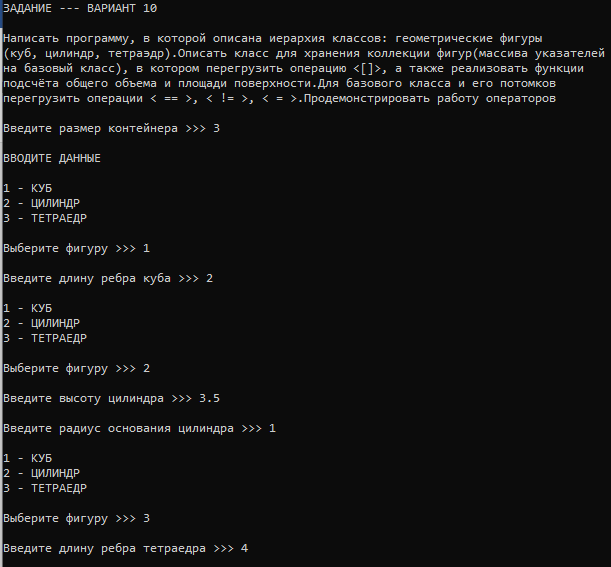 ЗАДАНИЕ --- ВАРИАНТ 10
Написать программу, в которой описана иерархия классов: геометрические фигуры
(куб, цилиндр, тетраэдр).Описать класс для хранения коллекции фигур(массива указателей
на базовый класс), в котором перегрузить операцию <[]>, а также реализовать функции
подсчёта общего объема и площади поверхности.Для базового класса и его потомков
перегрузить операции < == >, < != >, < = >.Продемонстрировать работу операторов
Введите размер контейнера >>> 3
ВВОДИТЕ ДАННЫЕ
1 - КУБ
2 - ЦИЛИНДР
3 - ТЕТРАЕДР
Выберите фигуру >>> 1
Введите длину ребра куба >>> 2
1 - КУБ
2 - ЦИЛИНДР
3 - ТЕТРАЕДР
Выберите фигуру >>> 2
Введите высоту цилиндра >>> 3.5
Введите радиус основания цилиндра >>> 1
1 - КУБ
2 - ЦИЛИНДР
3 - ТЕТРАЕДР
Выберите фигуру >>> 3
Введите длину ребра тетраедра >>> 4